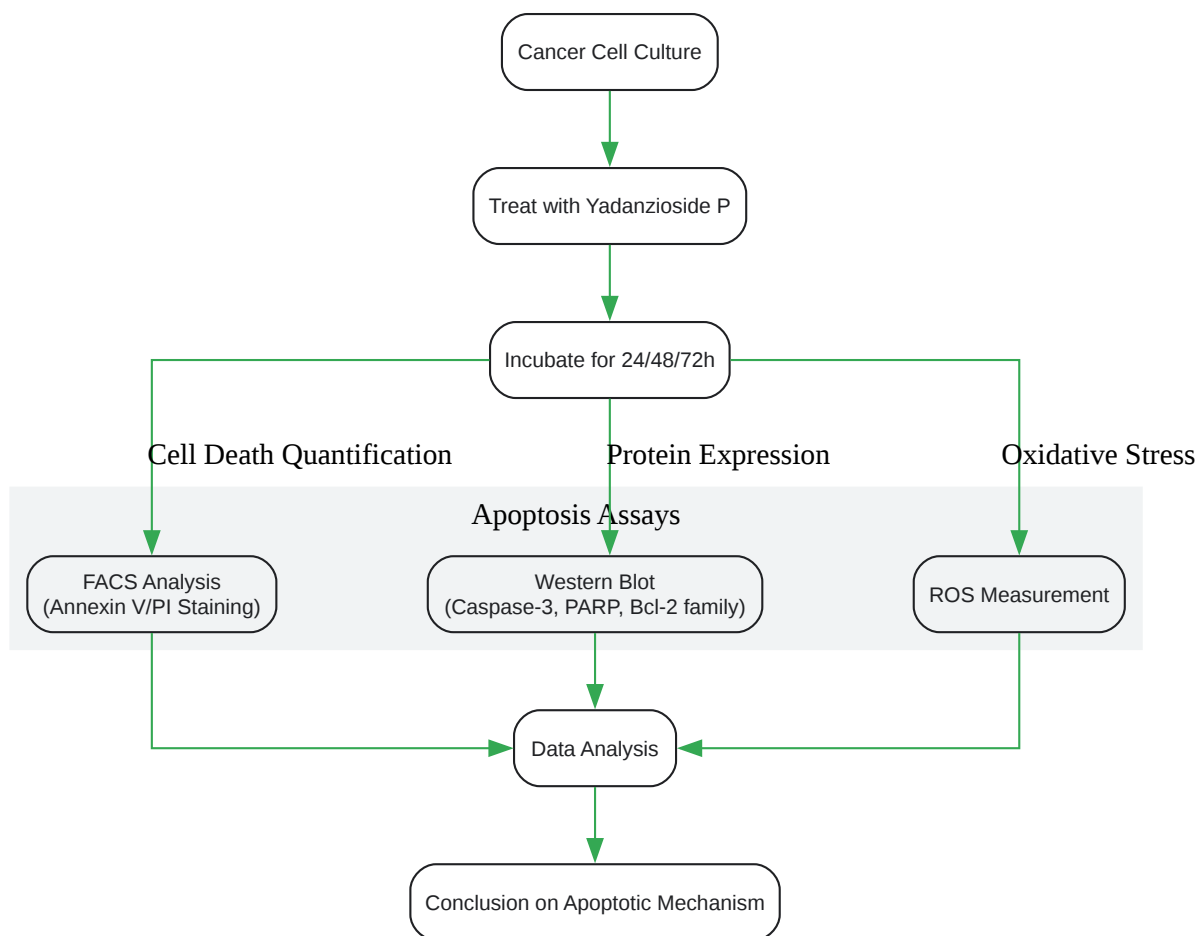 Cancer Cell Culture
Treat with Yadanzioside P
Incubate for 24/48/72h
Cell Death Quantification
Protein Expression
Oxidative Stress
Apoptosis Assays
FACS Analysis
(Annexin V/PI Staining)
Western Blot
(Caspase-3, PARP, Bcl-2 family)
ROS Measurement
Data Analysis
Conclusion on Apoptotic Mechanism